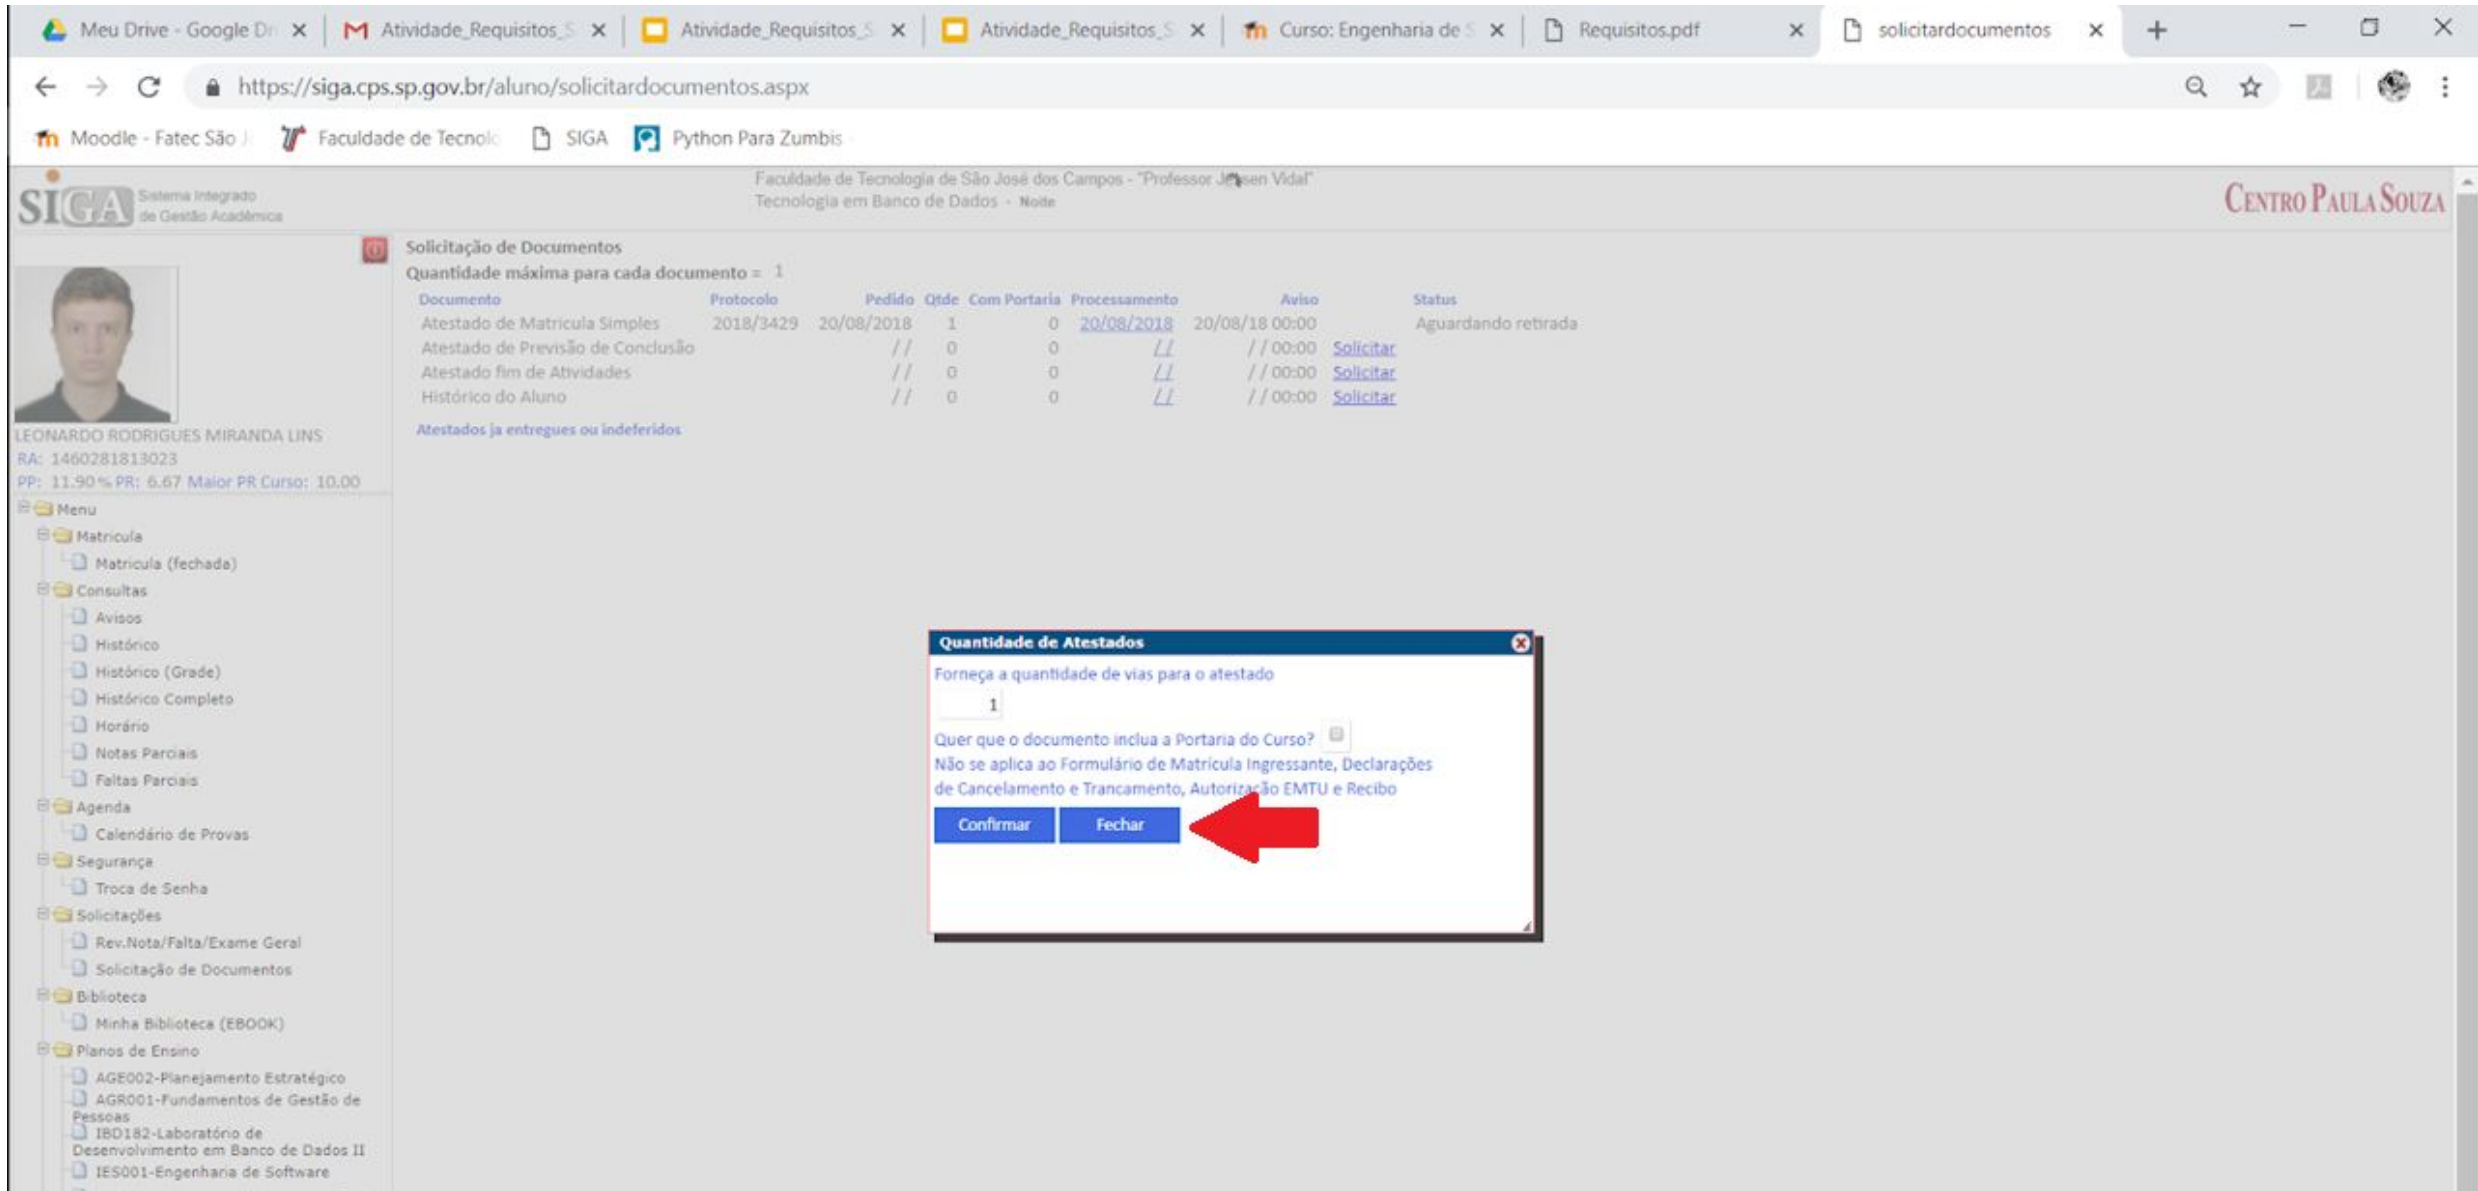 Meu Drive - Google Dr
Atividade_Requisitos_S
Atividade_Requisitos_S
Atividade_Requisitos_S
Curso: Engenharia de S
Requisitos.pdf
solicitardocumentos
https://siga.cps.sp.gov.br/aluno/solicitardocumentos.aspx
Moodle - Fatec São J
Faculdade de Tecnolo
SIGA
Python Para Zumbis -
SIGA
Sistema Integrado
de Gestão Acadêmica
Faculdade de Tecnologia de São José dos Campos - "Professor Jessen Vidal"
Tecnologia em Banco de Dados - Noite
CENTRO PAULA SOUZA
LEONARDO RODRIGUES MIRANDA LINS
RA: 1460281813023
PP: 11.90 % PR: 6.67 Maior PR Curso: 10.00
Menu
Matricula
Matricula (fechada)
Consultas
Avisos
Histórico
Histórico (Grade)
Histórico Completo
Horário
Notas Parciais
Faltas Parciais
Agenda
Calendário de Provas
Segurança
Troca de Senha
Solicitações
Rev.Nota/Falta/Exame Geral
Solicitação de Documentos
Biblioteca
Minha Biblioteca (EBOOK)
Planos de Ensino
AGE002-Planejamento Estratégico
AGR001-Fundamentos de Gestão de
Pessoas
IBD182-Laboratório de
Desenvolvimento em Banco de Dados II
IES001-Engenharia de Software
Solicitação de Documentos
Quantidade máxima para cada documento = 1
Documento Protocolo Pedido Qtde Com Portaria Processamento Aviso Status
Atestado de Matricula Simples 2018/3429 20/08/2018 1 0 20/08/2018 20/08/18 00:00 Aguardando retirada
Atestado de Previsão de Conclusão / / 0 0 / / / / 00:00 Solicitar
Atestado fim de Atividades / / 0 0 / / / / 00:00 Solicitar
Histórico do Aluno / / 0 0 / / / / 00:00 Solicitar
Atestados ja entregues ou indeferidos
Quantidade de Atestados
Forneça a quantidade de vias para o atestado
1
Quer que o documento inclua a Portaria do Curso?
Não se aplica ao Formulário de Matrícula Ingressante, Declarações
de Cancelamento e Trancamento, Autorização EMTU e Recibo
Confirmar Fechar